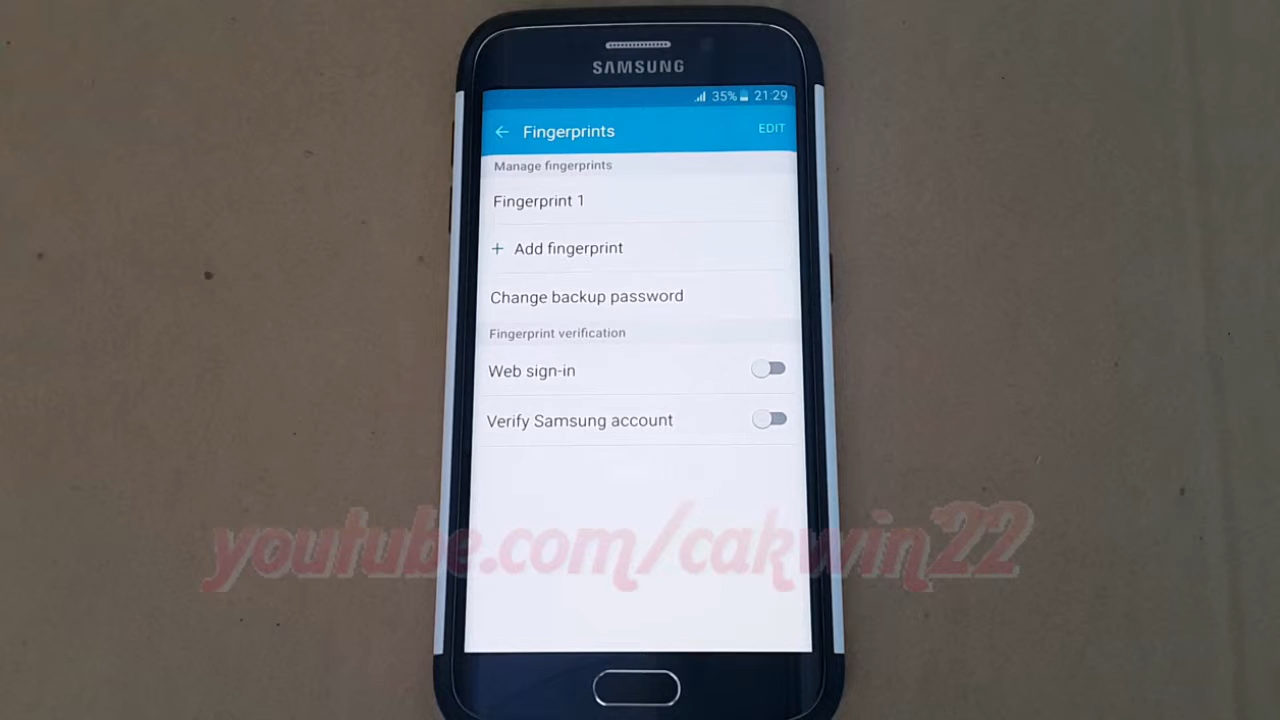 SAMSUNG
35% 21:29
Fingerprints EDIT
Manage fingerprints
Fingerprint 1
+ Add fingerprint
Change backup password
Fingerprint verification
Web sign-in
Verify Samsung account
youtube.com/cakwin22